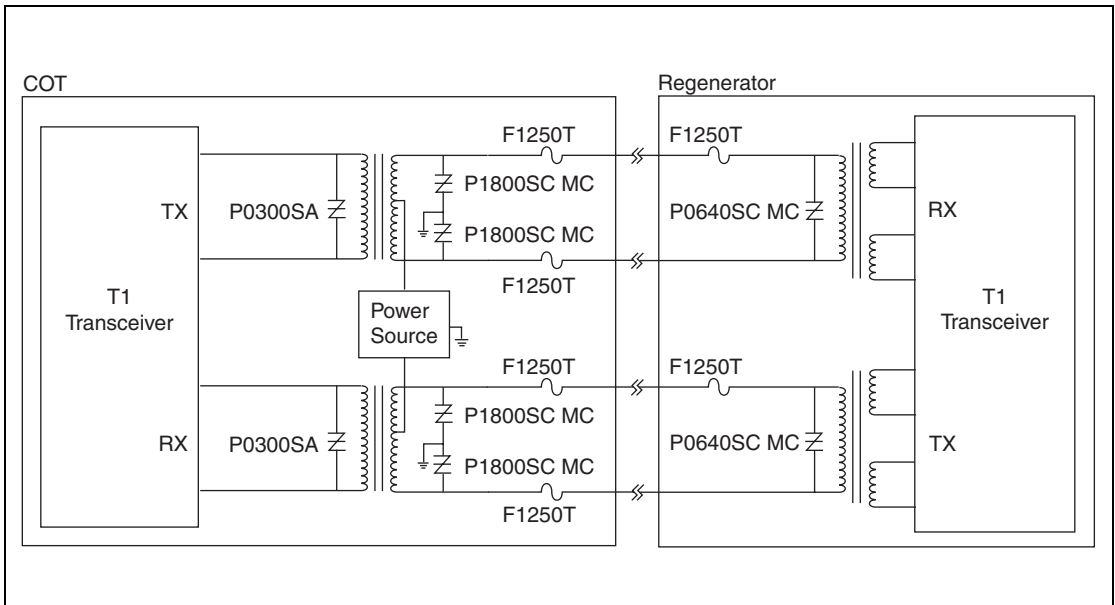 COT
Regenerator
F1250T
F1250T
P1800SC MC
TX
P0300SA
P0640SC MC
RX
P1800SC MC
F1250T
T1
Transceiver
Power
Source
T1
Transceiver
F1250T
F1250T
P1800SC MC
RX
P0300SA
P0640SC MC
TX
P1800SC MC
F1250T